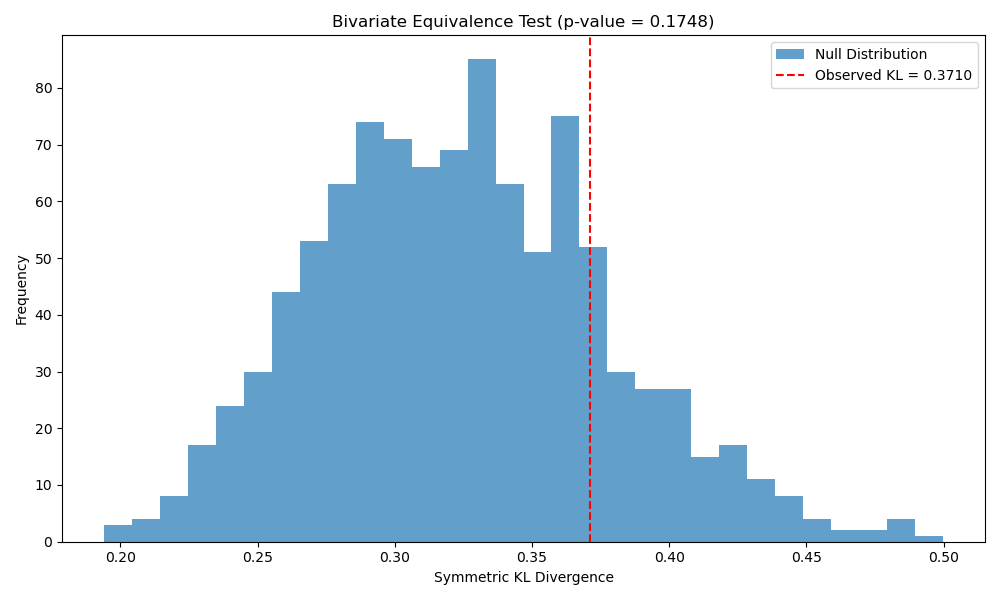 Bivariate Equivalence Test (p-value = 0.1748)
Null Distribution
Observed KL = 0.3710
Frequency
80
70
60
50
40
30
20
10
0
0.20 0.25 0.30 0.35 0.40 0.45 0.50
Symmetric KL Divergence